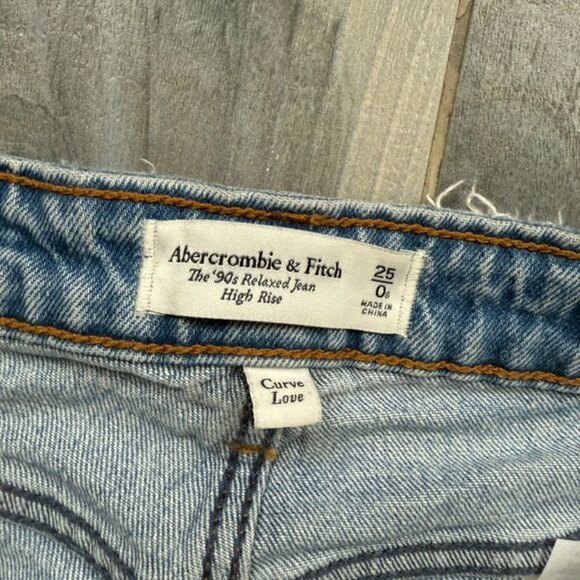 Abercrombie & Fitch
The '90s Relaxed Jean
High Rise
25
0s
MADE IN
CHINA
Curve
Love